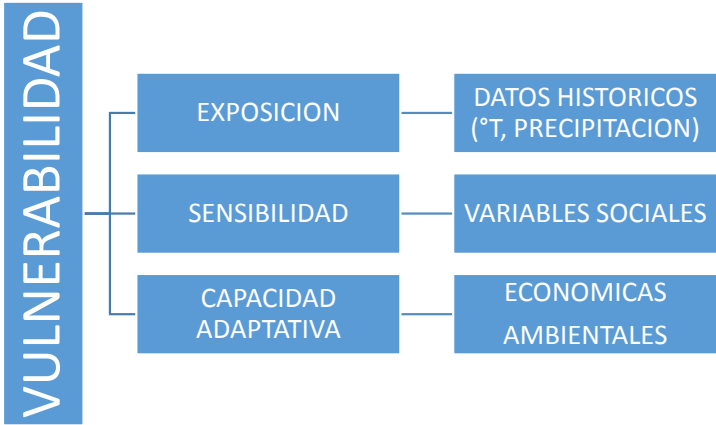 VULNERABILIDAD
EXPOSICION
DATOS HISTORICOS
(°T, PRECIPITACION)
SENSIBILIDAD
VARIABLES SOCIALES
CAPACIDAD
ADAPTATIVA
ECONOMICAS
AMBIENTALES